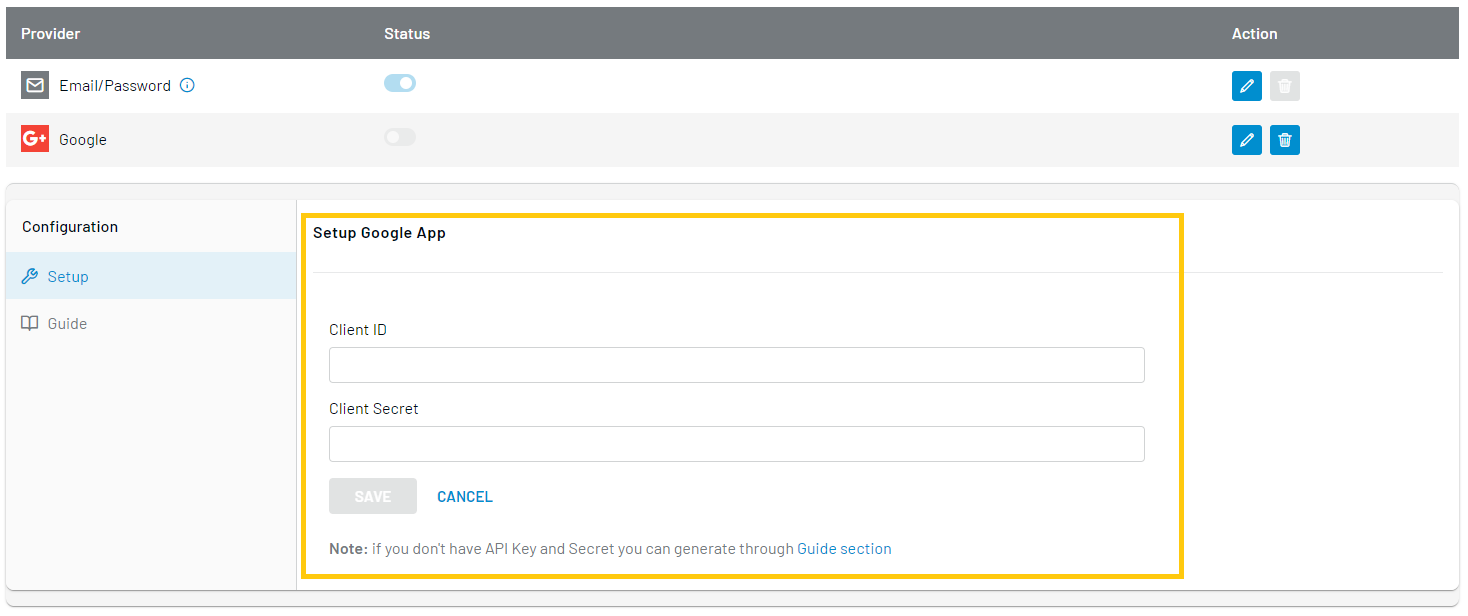 Provider Status Action
Email/Password
G+ Google
Configuration
Setup Google App
Setup
Guide
Client ID
Client Secret
SAVE CANCEL
Note: if you don't have API Key and Secret you can generate through Guide section